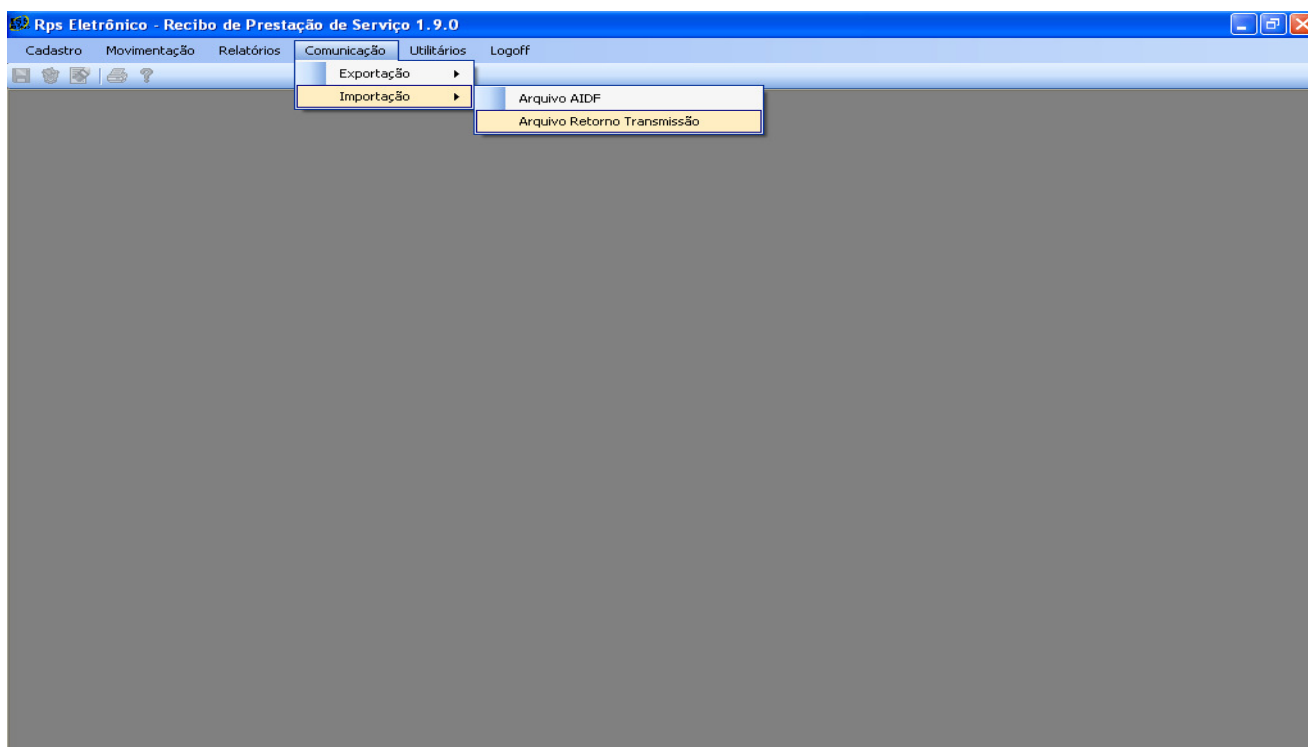 Rps Eletrônico - Recibo de Prestação de Serviço 1.9.0
Cadastro Movimentação Relatórios Comunicação Utilitários Logoff
Exportação
Importação
Arquivo AIDF
Arquivo Retorno Transmissão